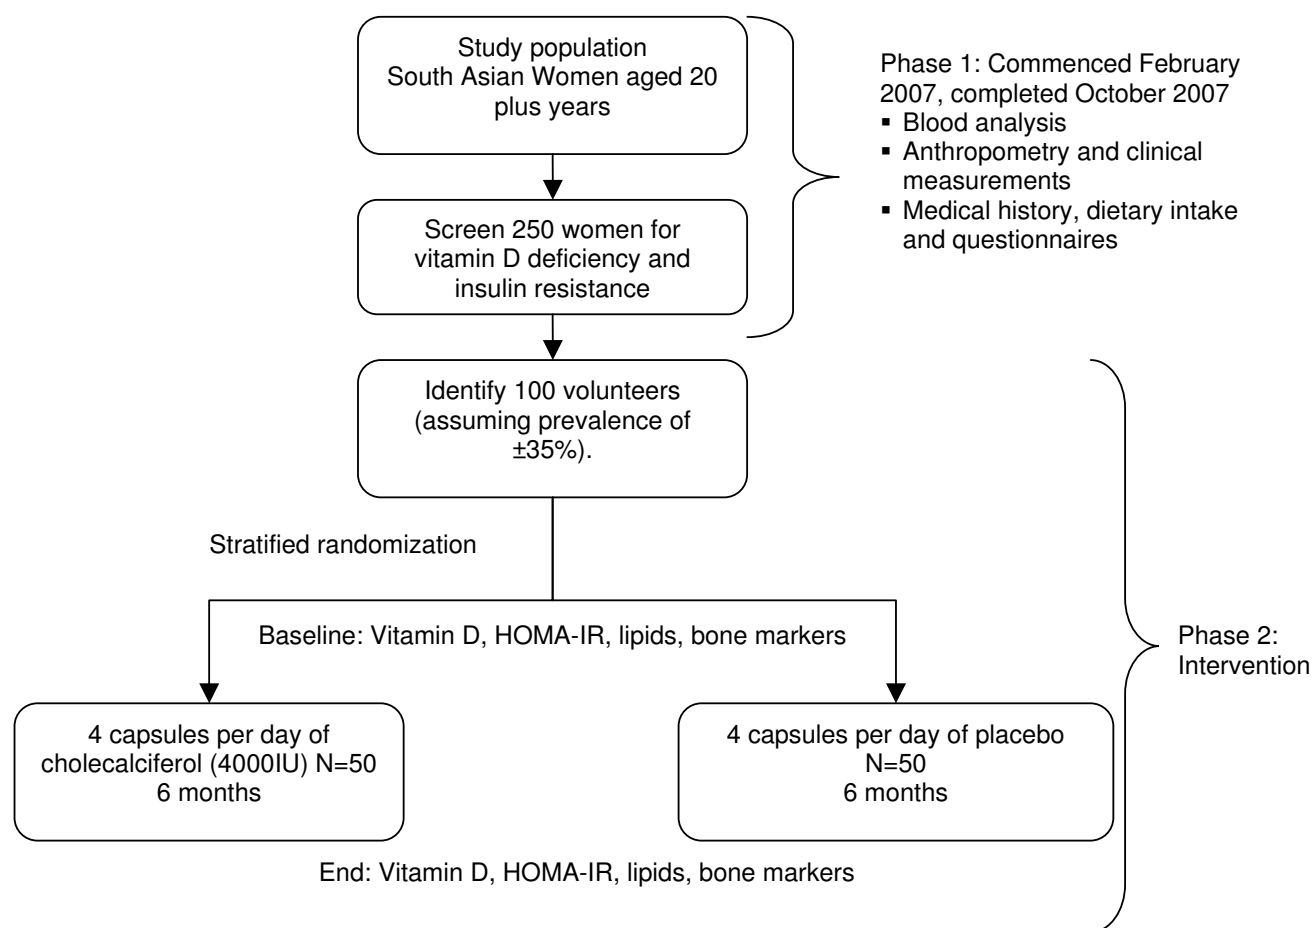 Study population
South Asian Women aged 20
plus years
Phase 1: Commenced February
2007, completed October 2007
▪ Blood analysis
▪ Anthropometry and clinical
measurements
▪ Medical history, dietary intake
and questionnaires
Screen 250 women for
vitamin D deficiency and
insulin resistance
Identify 100 volunteers
(assuming prevalence of
±35%).
Stratified randomization
Baseline: Vitamin D, HOMA-IR, lipids, bone markers
Phase 2:
Intervention
4 capsules per day of
cholecalciferol (4000IU) N=50
6 months
4 capsules per day of placebo
N=50
6 months
End: Vitamin D, HOMA-IR, lipids, bone markers